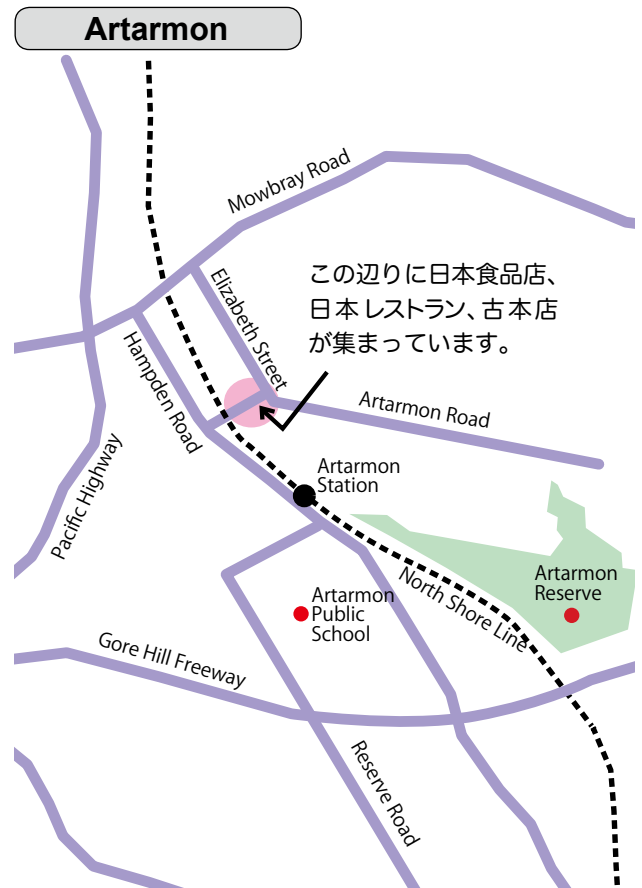 Artarmon
Mowbray Road
この辺りに日本食品店、
日本レストラン、古本店
が集まっています。
Elizabeth Street
Hampden Road
Artarmon Road
Pacific Highway
Artarmon
Station
North Shore Line
Artarmon
Reserve
Artarmon
Public
School
Gore Hill Freeway
Reserve Road